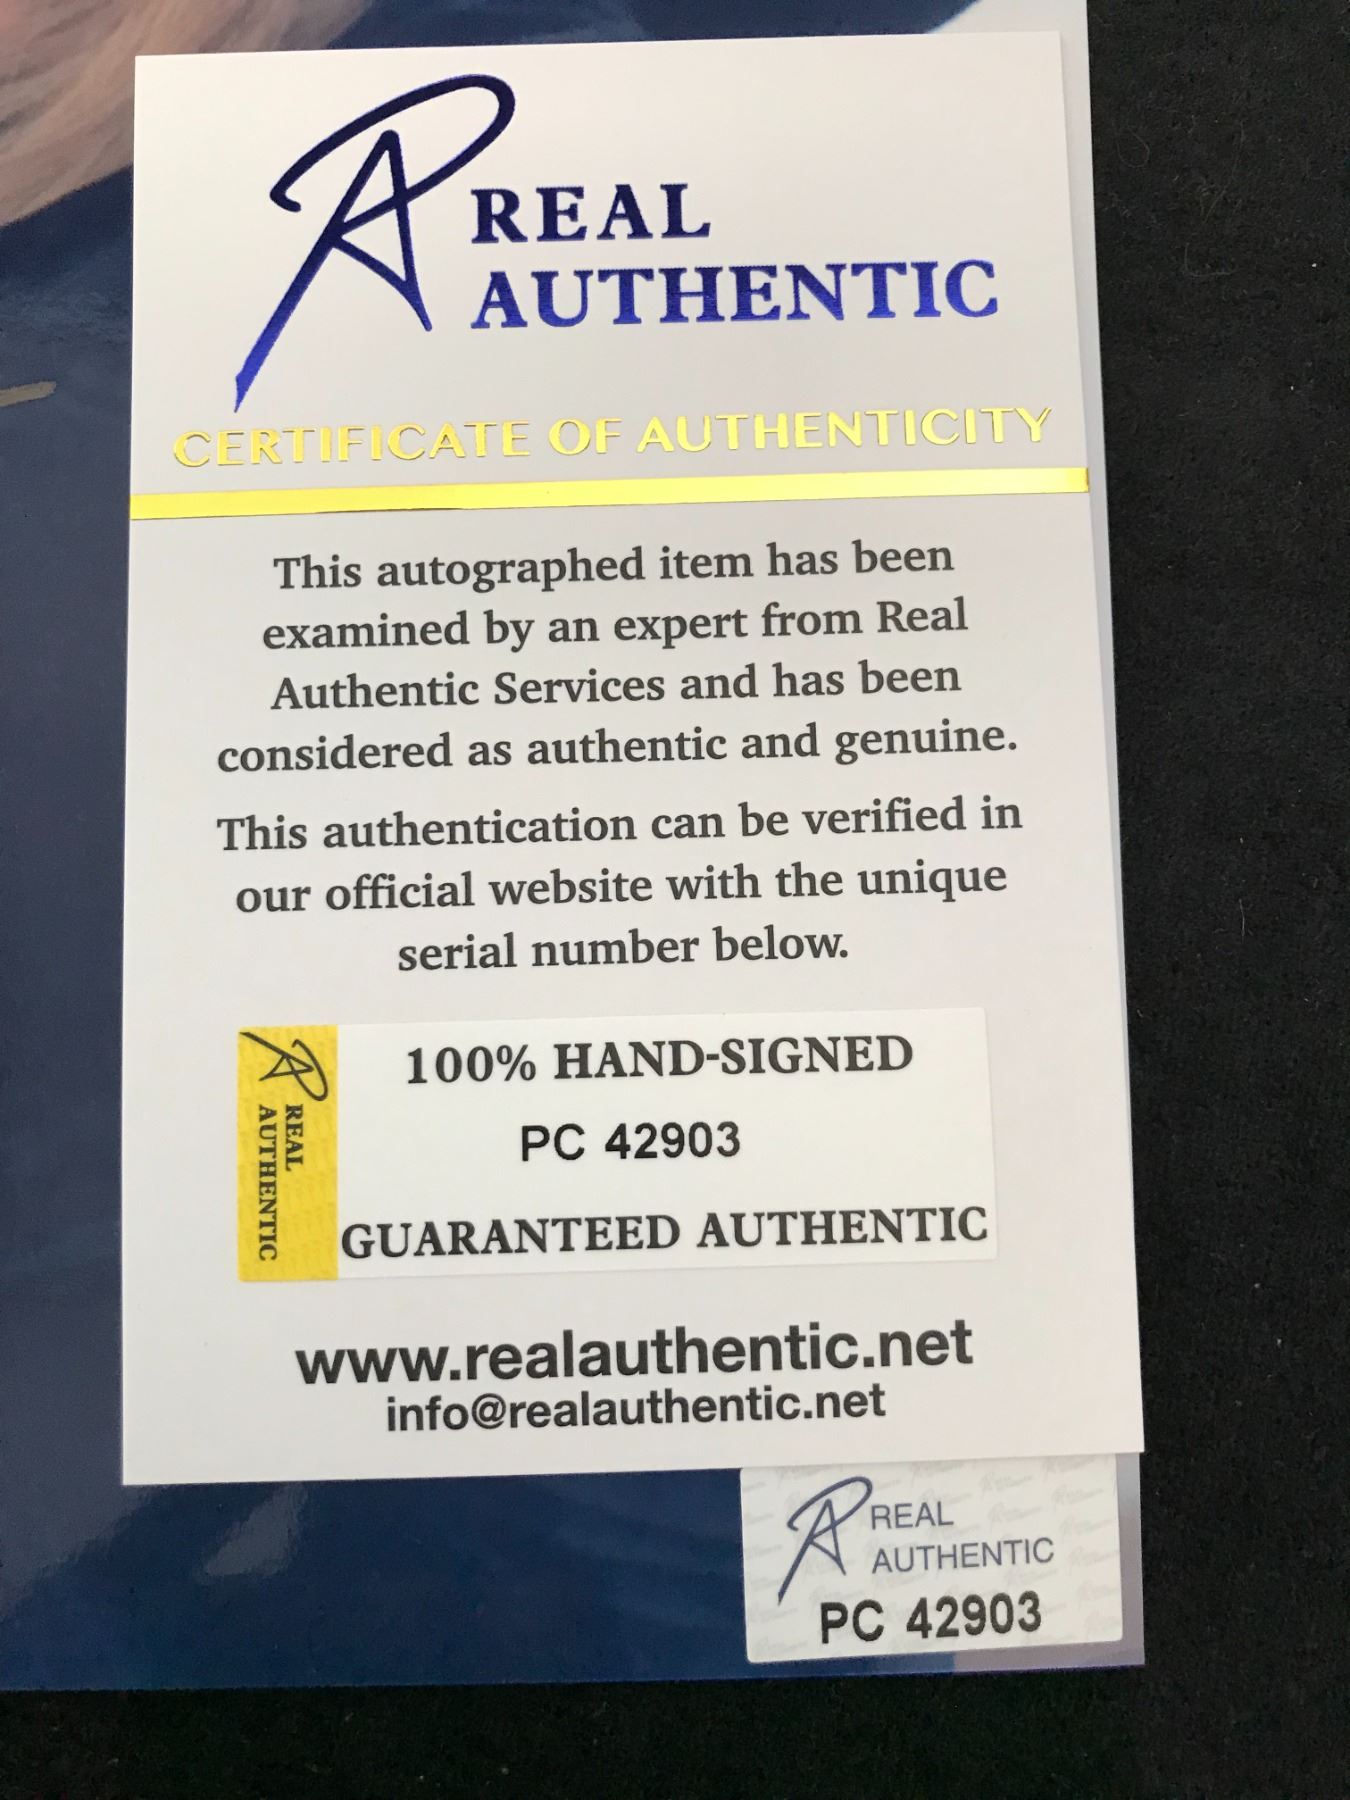 REAL
AUTHENTIC
CERTIFICATE OF AUTHENTICITY
This autographed item has been
examined by an expert from Real
Authentic Services and has been
considered as authentic and genuine.
This authentication can be verified in
our official website with the unique
serial number below.
REAL
AUTHENTIC
100% HAND-SIGNED
PC 42903
GUARANTEED AUTHENTIC
www.realauthentic.net
info@realauthentic.net
REAL
AUTHENTIC
PC 42903